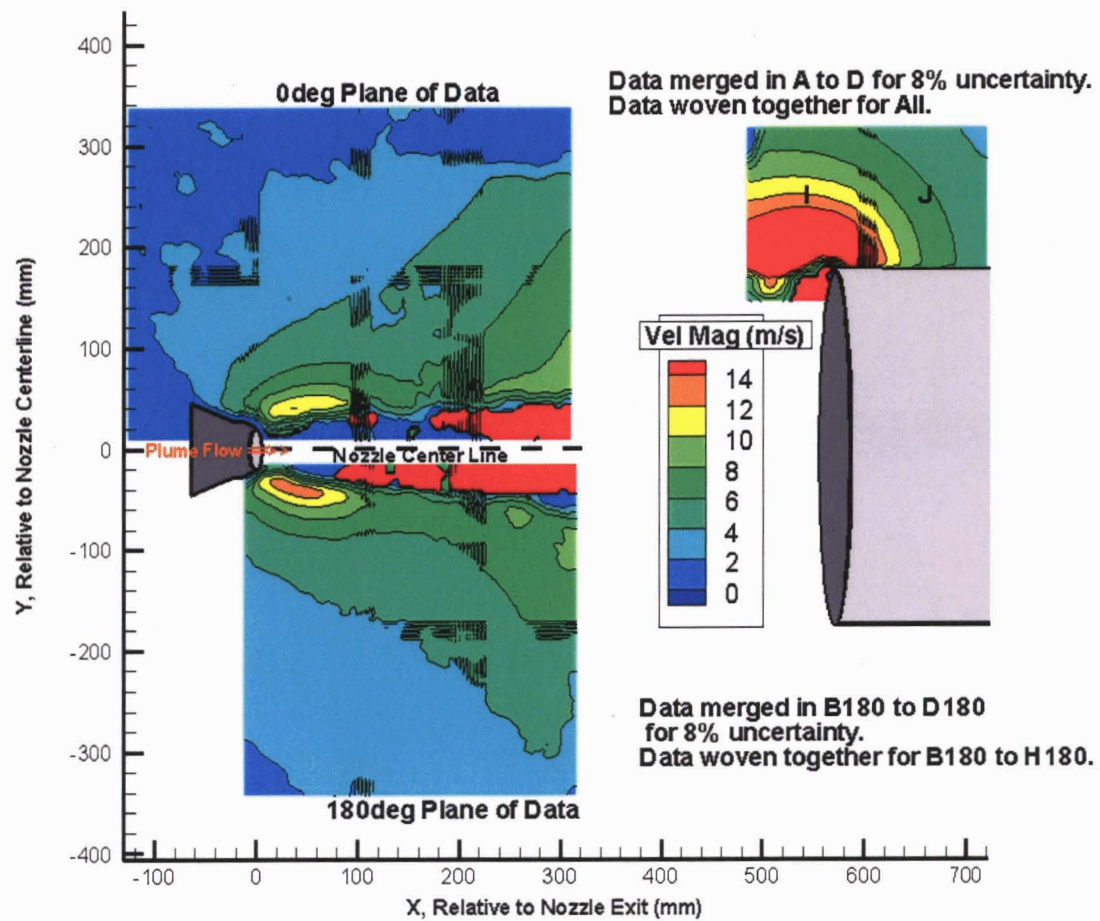 0deg Plane of Data
Data merged in A to D for 8% uncertainty.
Data woven together for All.
I
J
Vel Mag (m/s)
14
12
10
8
6
4
2
0
Plume Flow
Nozzle Center Line
180deg Plane of Data
Data merged in B180 to D180
for 8% uncertainty.
Data woven together for B180 to H180.
Y, Relative to Nozzle Centerline (mm)
400
300
200
100
0
-100
-200
-300
-400
-100 0 100 200 300 400 500 600 700
X, Relative to Nozzle Exit (mm)